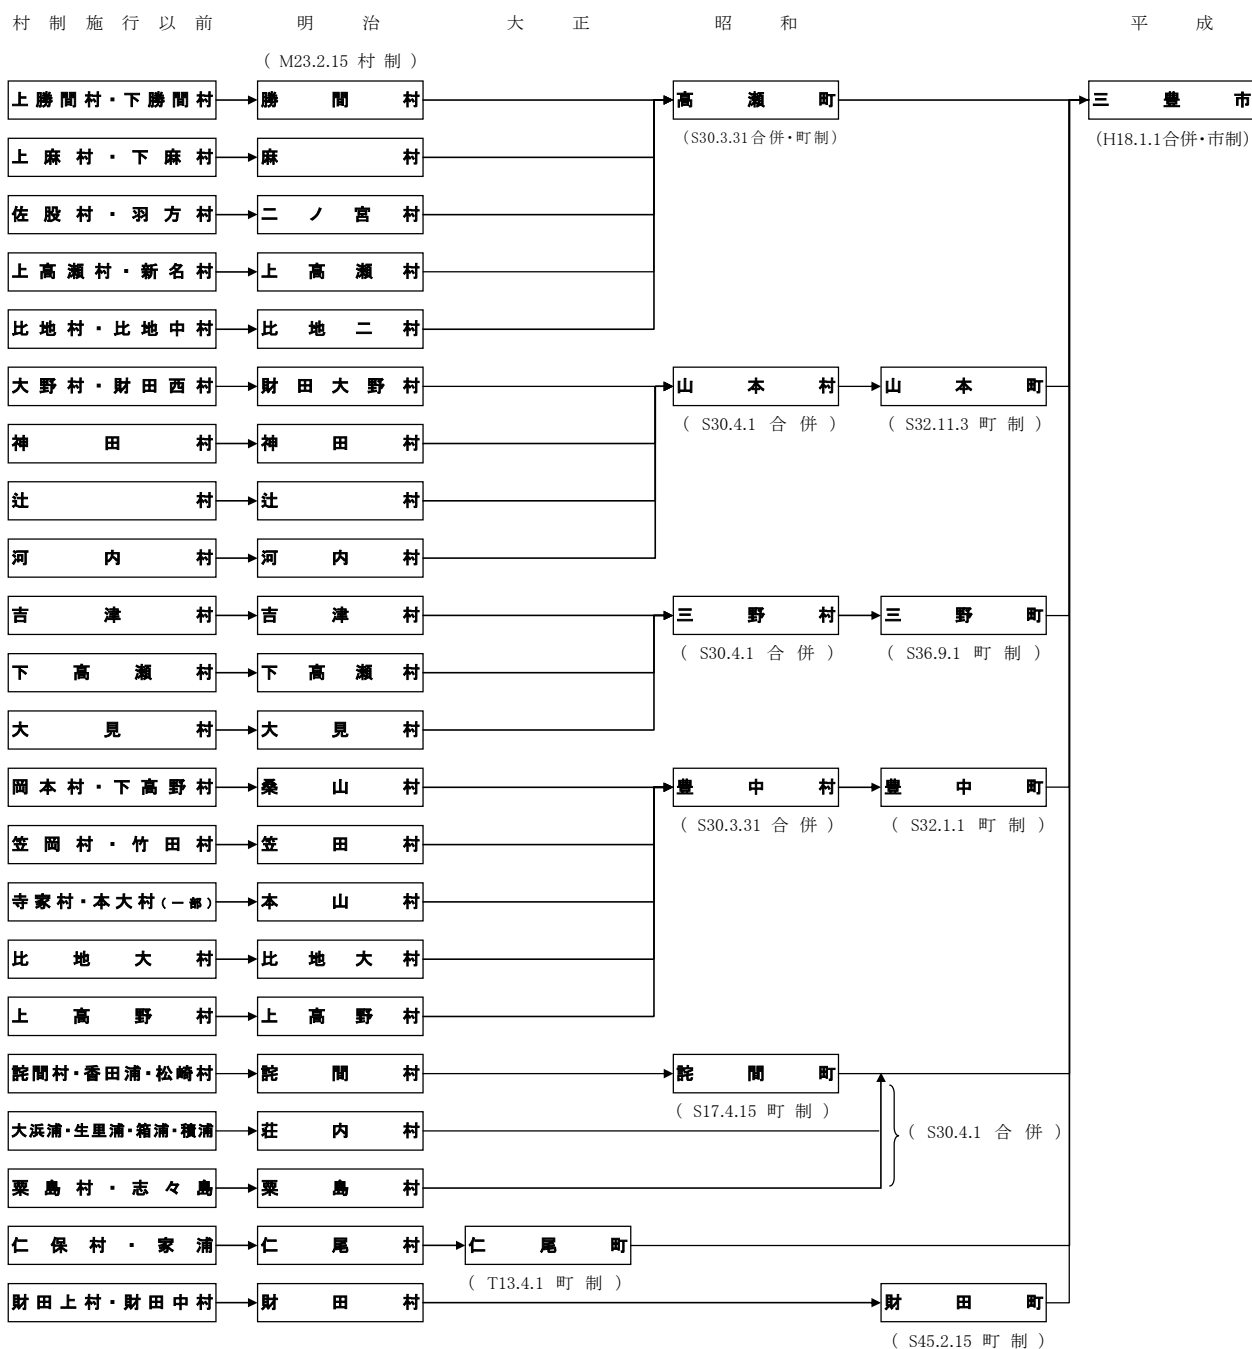 村制施行以前 明治 大正 昭和 平成
(M23.2.15村制)
上勝間村・下勝間村 勝間村 高瀬町 三豊市
(S30.3.31合併・町制) (H18.1.1合併・市制)
上麻村・下麻村 麻村
佐股村・羽方村 二ノ宮村
上高瀬村・新名村 上高瀬村
比地村・比地中村 比地二村
大野村・財田西村 財田大野村 山本村 山本町
(S30.4.1合併) (S32.11.3町制)
神田村 神田村
辻村 辻村
河内村 河内村
吉津村 吉津村 三野村 三野町
(S30.4.1合併) (S36.9.1町制)
下高瀬村 下高瀬村
大見村 大見村
岡本村・下高野村 桑山村 豊中村 豊中町
(S30.3.31合併) (S32.1.1町制)
笠岡村・竹田村 笠田村
寺家村・本大村(一部) 本山村
比地大村 比地大村
上高野村 上高野村
詫間村・香田浦・松崎村 詫間村 詫間町
(S17.4.15町制)
大浜浦・生里浦・箱浦・積浦 荘内村 (S30.4.1合併)
粟島村・志々島 粟島村
仁保村・家浦 仁尾村 仁尾町
(T13.4.1町制)
財田上村・財田中村 財田村 財田町
(S45.2.15町制)